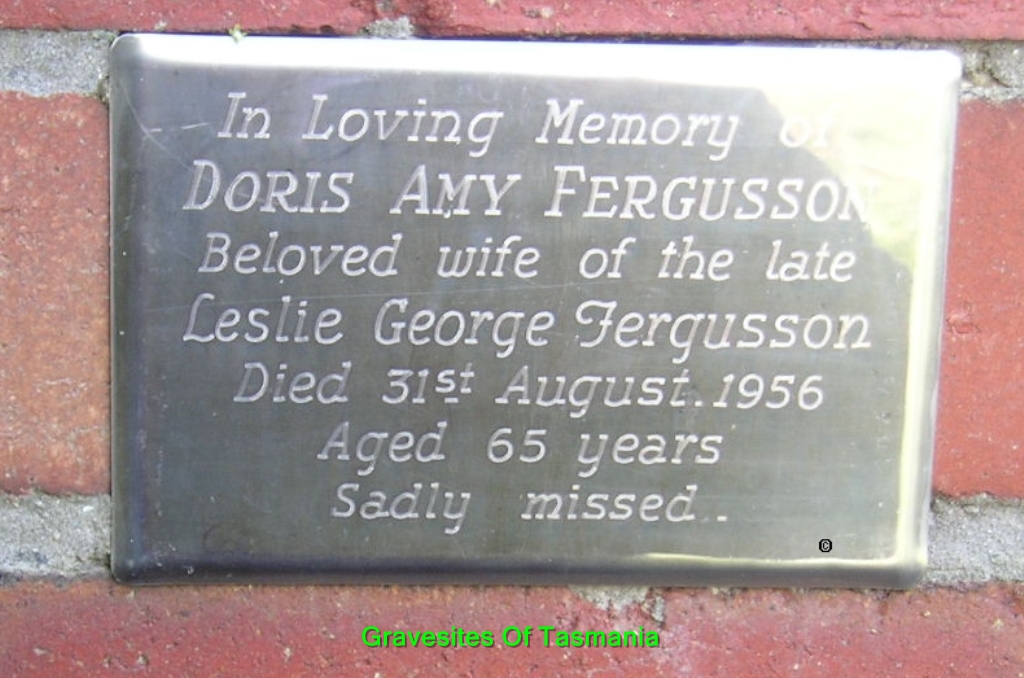 In Loving Memory of
DORIS AMY FERGUSSON
Beloved wife of the late
Leslie George Fergusson
Died 31st August.1956
Aged 65 years
Sadly missed..
©
Gravesites Of Tasmania